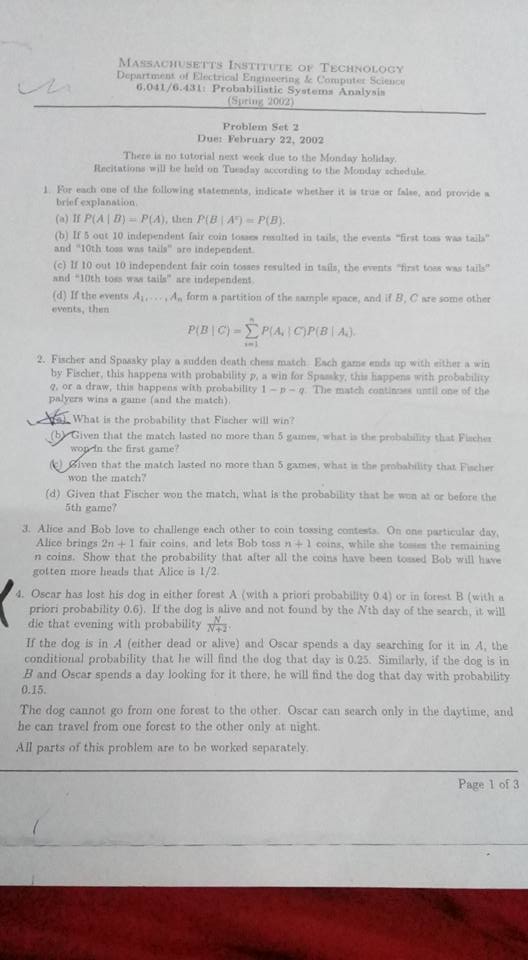 MASSACHUSETTS INSTITUTE OF TECHNOLOGY
Department of Electrical Engineering & Computer Science
6.041/6.431: Probabilistic Systems Analysis
(Spring 2002)
Problem Set 2
Due: February 22, 2002
There is no tutorial next week due to the Monday holiday.
Recitations will be held on Tuesday according to the Monday schedule.
1. For each one of the following statements, indicate whether it is true or false, and provide a
brief explanation.
(a) If P(A | B) = P(A), then P(B | Aᶜ) = P(B).
(b) If 5 out 10 independent fair coin tosses resulted in tails, the events "first toss was tails"
and "10th toss was tails" are independent.
(c) If 10 out 10 independent fair coin tosses resulted in tails, the events "first toss was tails"
and "10th toss was tails" are independent.
(d) If the events A₁, . . . , Aₙ form a partition of the sample space, and if B, C are some other
events, then
P(B | C) = ∑ⁿᵢ₌₁ P(Aᵢ | C)P(B | Aᵢ).
2. Fischer and Spassky play a sudden death chess match. Each game ends up with either a win
by Fischer, this happens with probability p, a win for Spassky, this happens with probability
q, or a draw, this happens with probability 1 − p − q. The match continues until one of the
palyers wins a game (and the match).
(a) What is the probability that Fischer will win?
(b) Given that the match lasted no more than 5 games, what is the probability that Fischer
won in the first game?
(c) Given that the match lasted no more than 5 games, what is the probability that Fischer
won the match?
(d) Given that Fischer won the match, what is the probability that he won at or before the
5th game?
3. Alice and Bob love to challenge each other to coin tossing contests. On one particular day,
Alice brings 2n + 1 fair coins, and lets Bob toss n + 1 coins, while she tosses the remaining
n coins. Show that the probability that after all the coins have been tossed Bob will have
gotten more heads that Alice is 1/2.
4. Oscar has lost his dog in either forest A (with a priori probability 0.4) or in forest B (with a
priori probability 0.6). If the dog is alive and not found by the Nth day of the search, it will
die that evening with probability N/(N+2).
If the dog is in A (either dead or alive) and Oscar spends a day searching for it in A, the
conditional probability that he will find the dog that day is 0.25. Similarly, if the dog is in
B and Oscar spends a day looking for it there, he will find the dog that day with probability
0.15.
The dog cannot go from one forest to the other. Oscar can search only in the daytime, and
he can travel from one forest to the other only at night.
All parts of this problem are to be worked separately.
Page 1 of 3